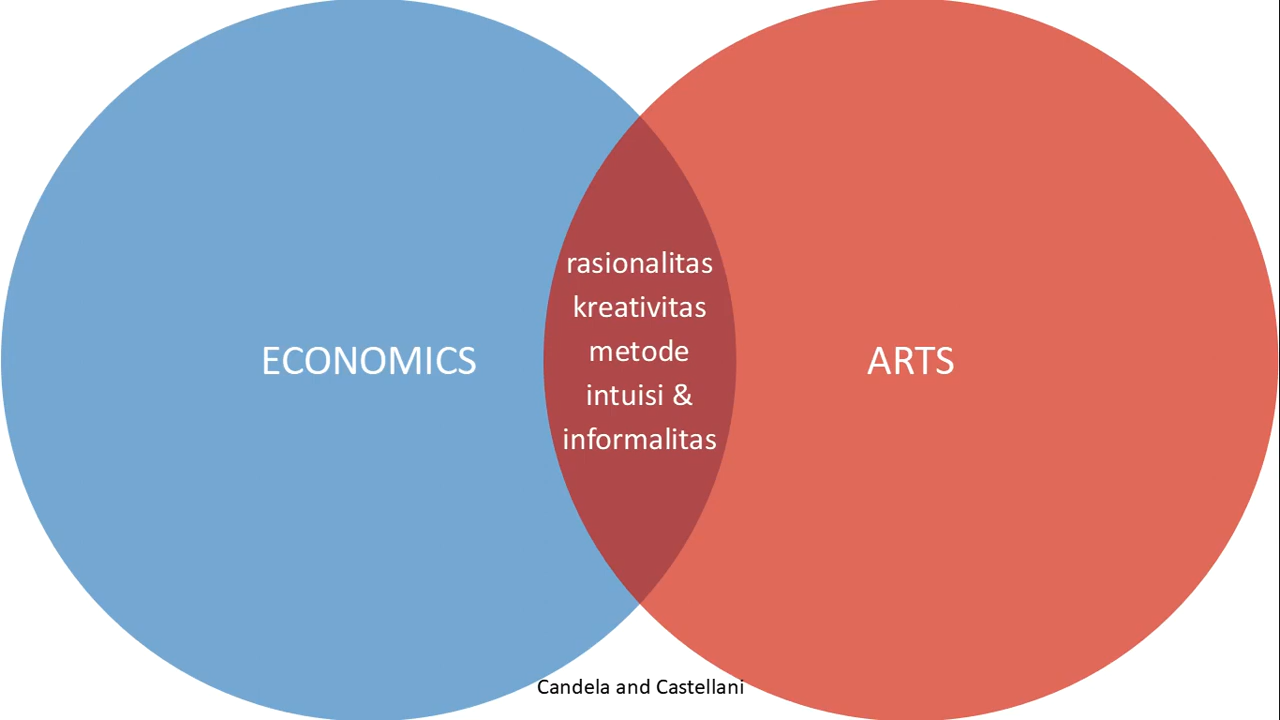 ECONOMICS
rasionalitas
kreativitas
metode
intuisi &
informalitas
ARTS
Candela and Castellani